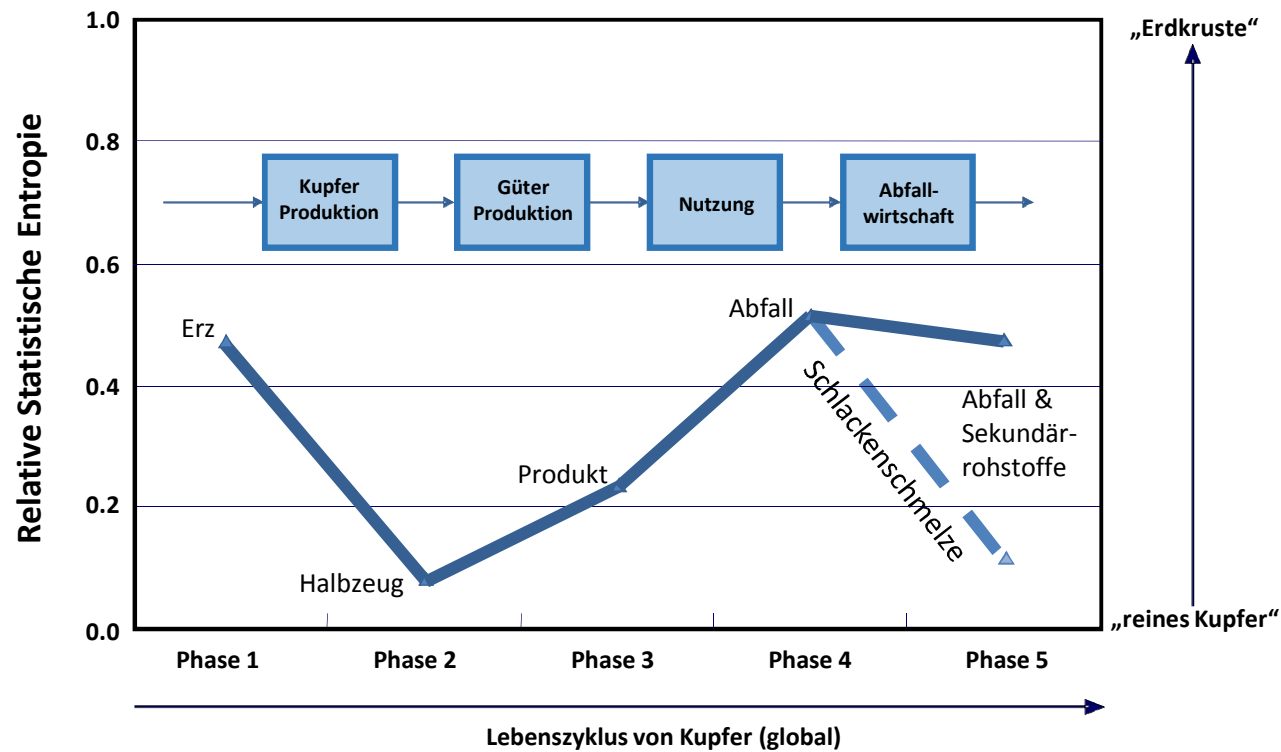 Relative Statistische Entropie
1.0
0.8
0.6
0.4
0.2
0.0
„Erdkruste“
„reines Kupfer“
Kupfer
Produktion
Güter
Produktion
Nutzung
Abfall-
wirtschaft
Erz
Halbzeug
Produkt
Abfall
Schlackenschmelze
Abfall &
Sekundär-
rohstoffe
Phase 1
Phase 2
Phase 3
Phase 4
Phase 5
Lebenszyklus von Kupfer (global)